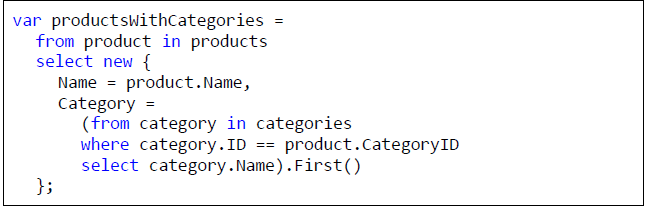 var productsWithCategories =
from product in products
select new {
Name = product.Name,
Category =
(from category in categories
where category.ID == product.CategoryID
select category.Name).First()
};